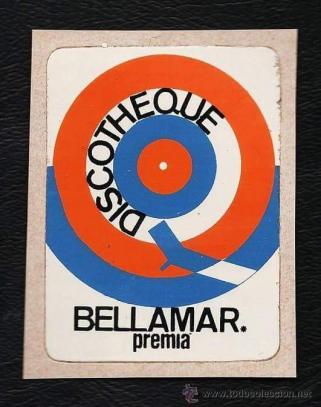 DISCOTHEQUE
BELLAMAR.
premia
www.todocoleccion.net